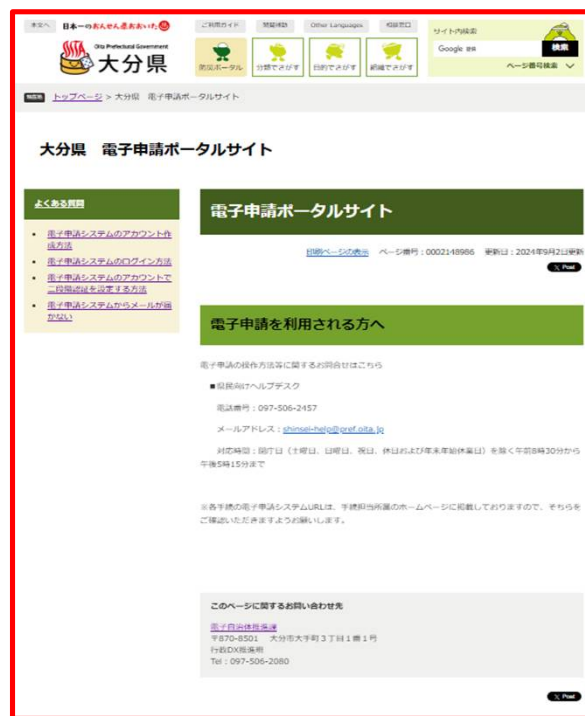 本文へ
日本一のおんせん県おおいた
ご利用ガイド
閲覧補助
Other Languages
相談窓口
サイト内検索
Oita Prefectural Government
大分県
防災ポータル
分類でさがす
目的でさがす
組織でさがす
Google 検索
検索
ページ番号検索
現在地
トップページ > 大分県 電子申請ポータルサイト
大分県 電子申請ポータルサイト
よくある質問
電子申請システムのアカウント作
成方法
電子申請システムのログイン方法
電子申請システムのアカウントで
二段階認証を設定する方法
電子申請システムからメールが届
かない
電子申請ポータルサイト
印刷ページの表示 ページ番号：0002148986 更新日：2024年9月2日更新
X Post
電子申請を利用される方へ
電子申請の操作方法等に関するお問合せはこちら
■県民向けヘルプデスク
電話番号：097-506-2457
メールアドレス：shinsei-help@pref.oita.jp
対応時間：開庁日（土曜日、日曜日、祝日、休日および年末年始休業日）を除く午前8時30分から
午後5時15分まで
※各手続の電子申請システムURLは、手続担当所属のホームページに掲載しておりますので、そちらを
ご確認いただきますようお願いします。
このページに関するお問い合わせ先
電子自治体推進課
〒870-8501 大分市大手町3丁目1番1号
行政DX推進班
Tel：097-506-2080
X Post